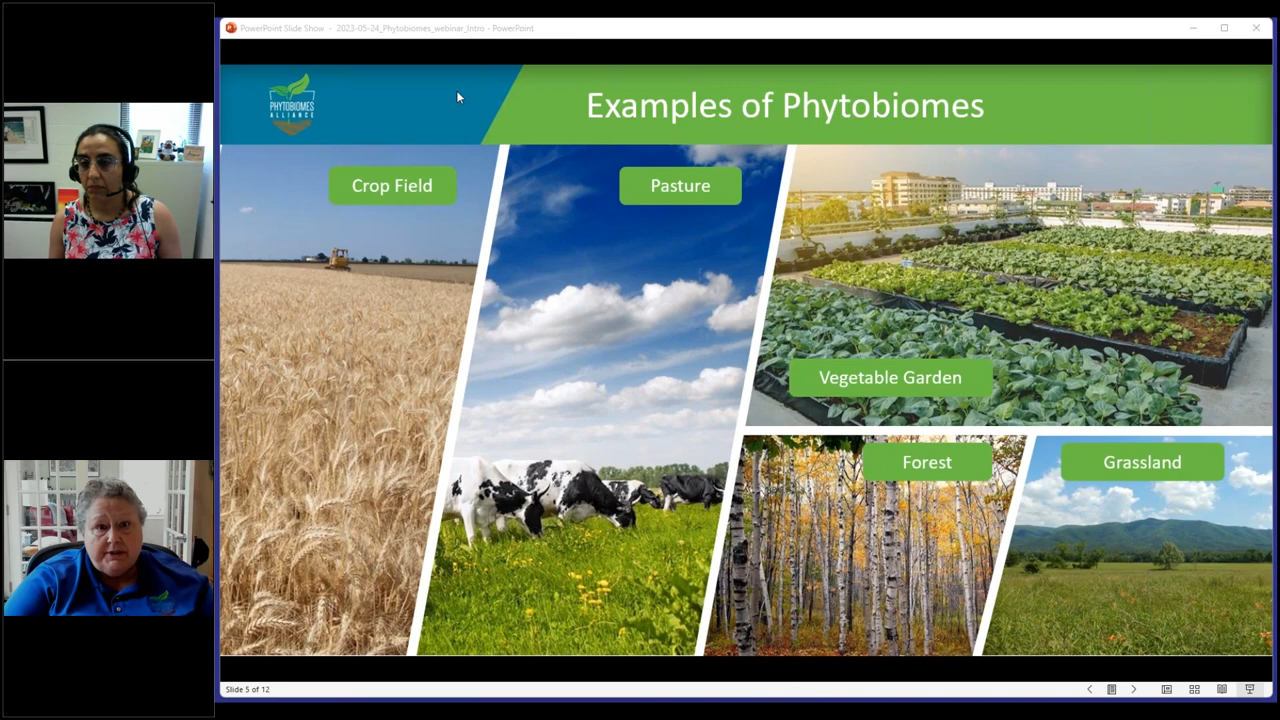 PowerPoint Slide Show - 2023-05-24_Phytobiomes_webinar_Intro - PowerPoint
PHYTOBIOMES
ALLIANCE
Examples of Phytobiomes
Crop Field
Pasture
Vegetable Garden
Forest
Grassland
Slide 5 of 12